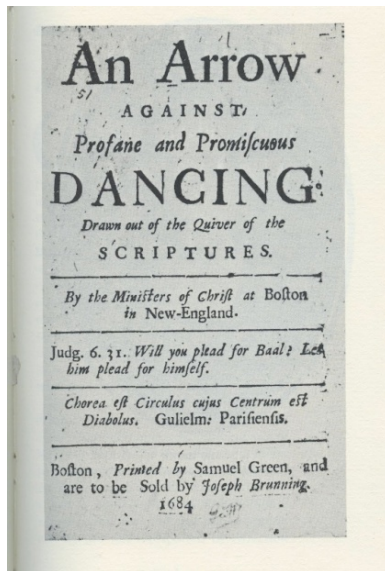 An Arrow
AGAINST
Profane and Promiſcuous
DANCING.
Drawn out of the Quiver of the
SCRIPTURES.
By the Miniſters of Chriſt at Boſton
in New-England.
Judg. 6. 31. Will you plead for Baal? Let
him plead for himſelf.
Chorea eſt Circulus cujus Centrum eſt
Diabolus. Gulielm: Pariſienſis.
Boſton, Printed by Samuel Green, and
are to be Sold by Joſeph Brunning.
1684